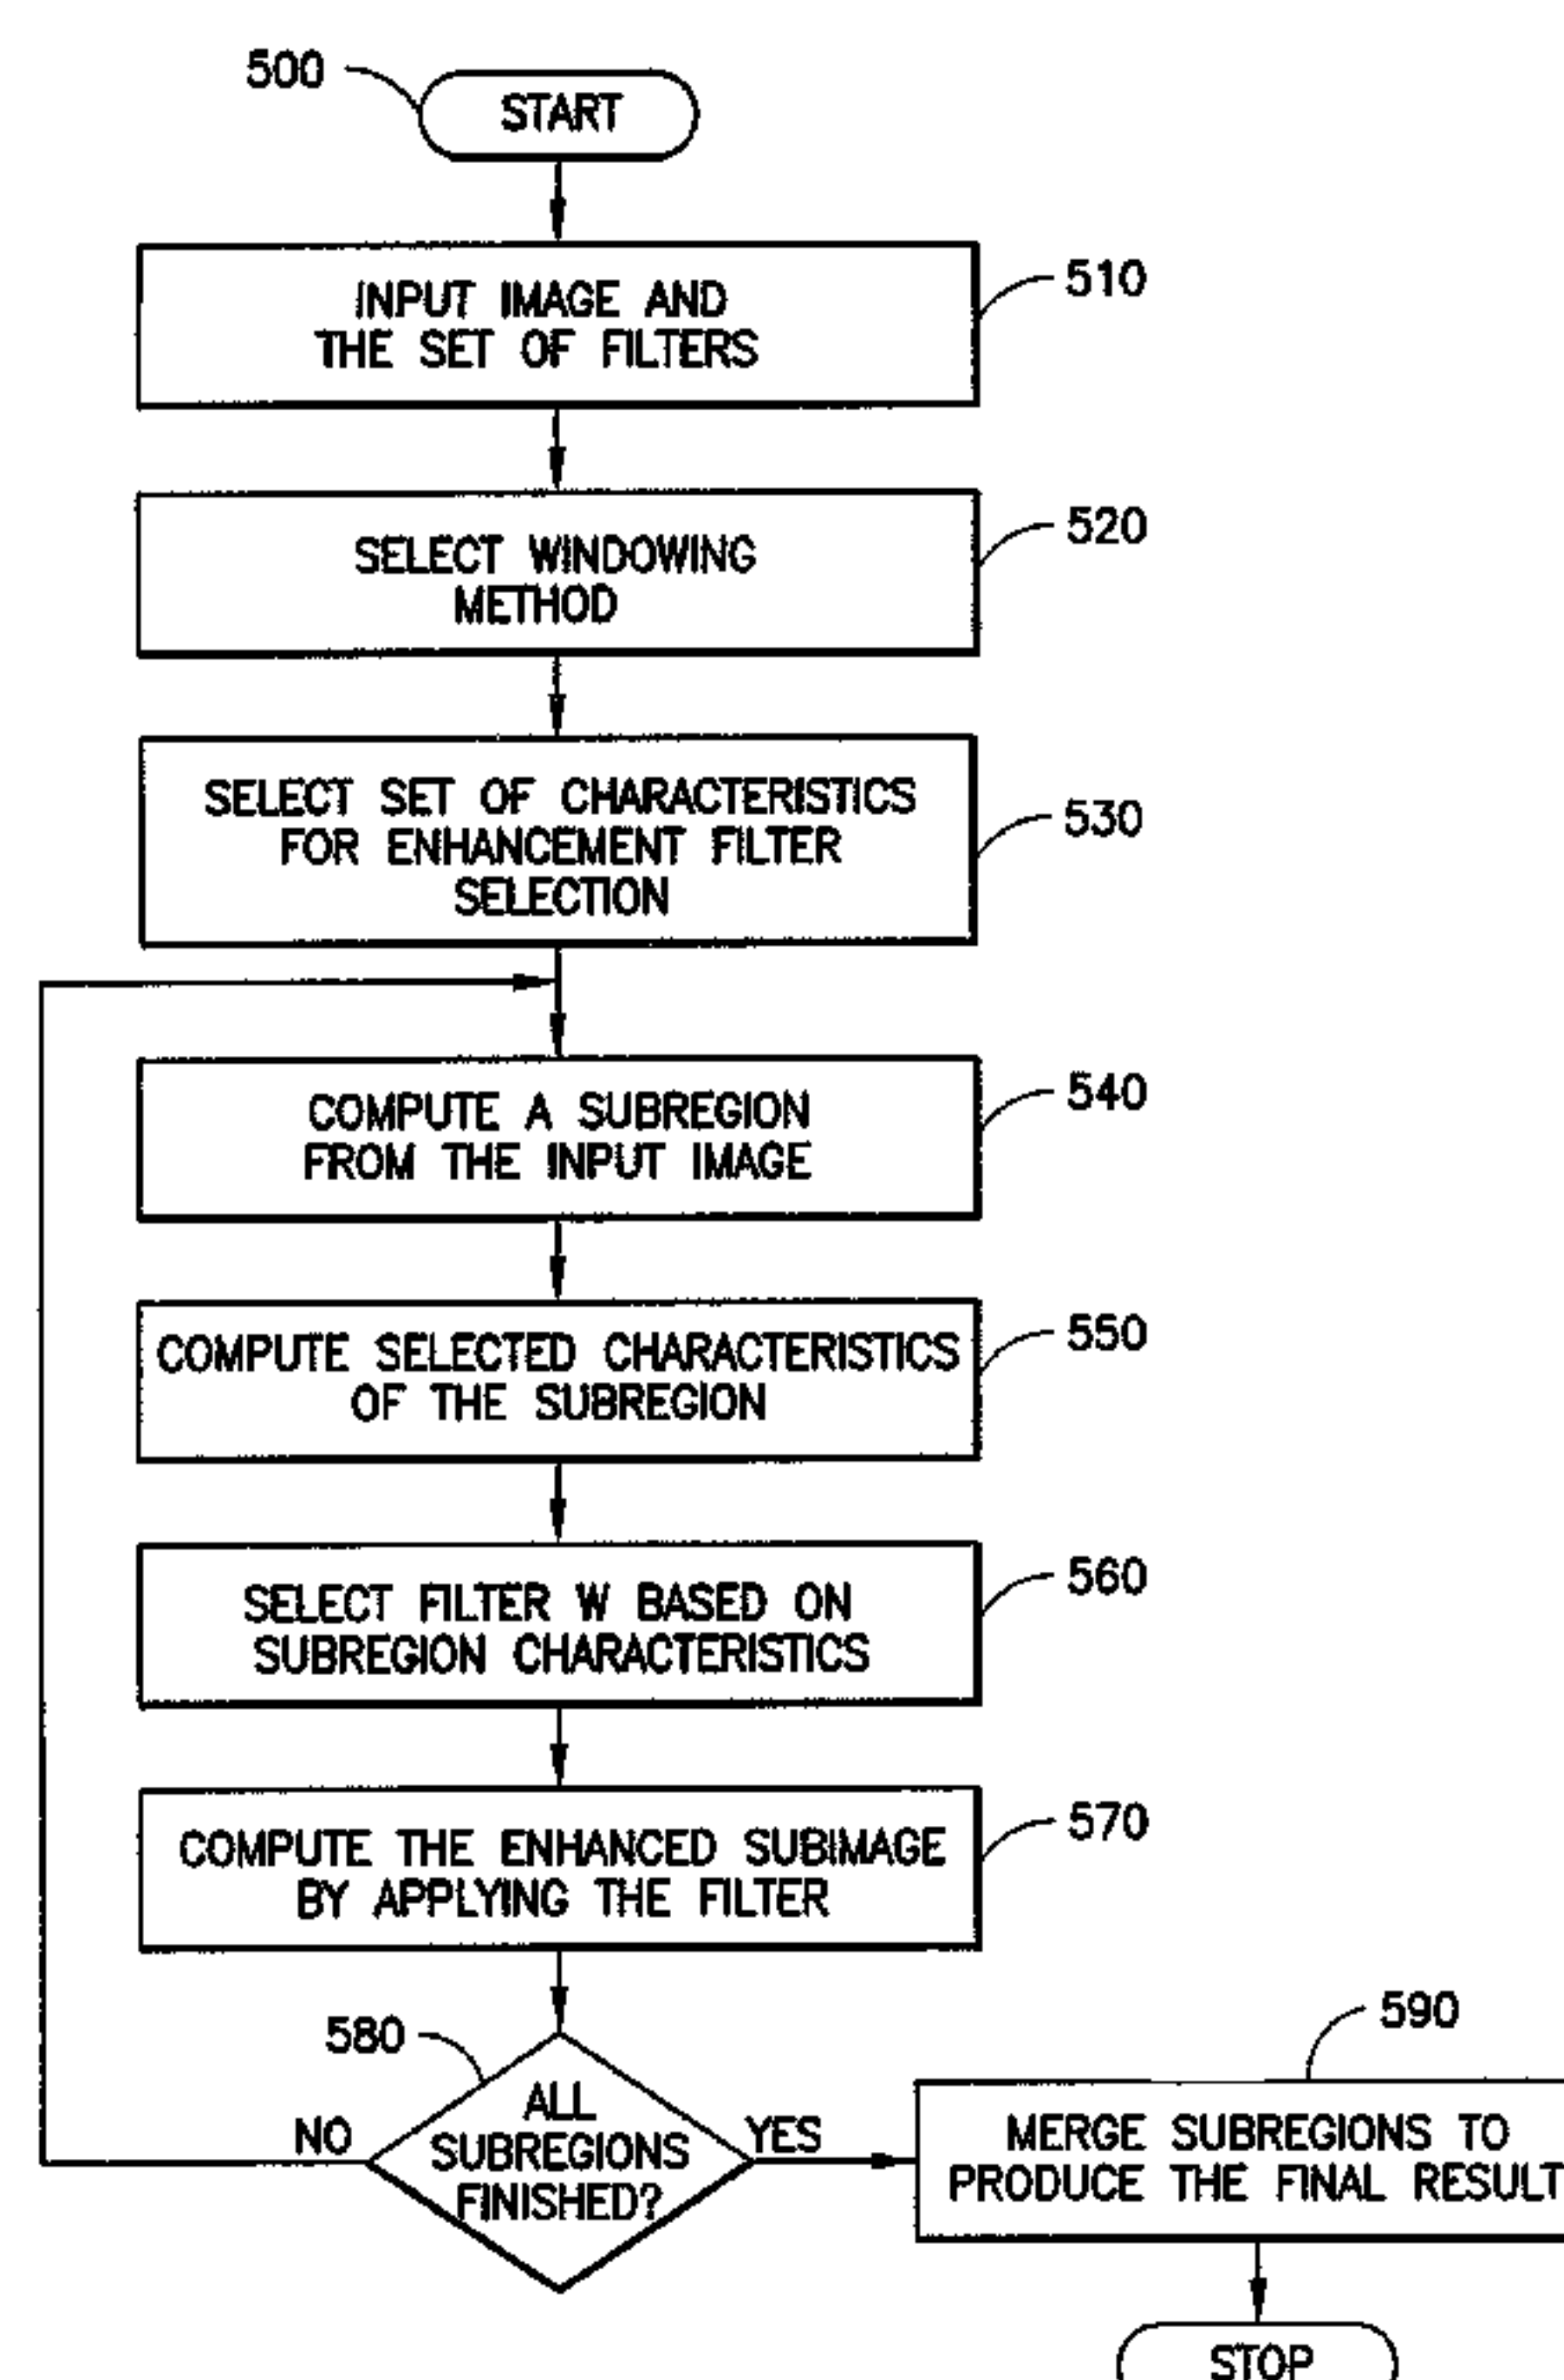 500
START
INPUT IMAGE AND
THE SET OF FILTERS
510
SELECT WINDOWING
METHOD
520
SELECT SET OF CHARACTERISTICS
FOR ENHANCEMENT FILTER
SELECTION
530
COMPUTE A SUBREGION
FROM THE INPUT IMAGE
540
COMPUTE SELECTED CHARACTERISTICS
OF THE SUBREGION
550
SELECT FILTER W BASED ON
SUBREGION CHARACTERISTICS
560
COMPUTE THE ENHANCED SUBIMAGE
BY APPLYING THE FILTER
570
580
ALL
SUBREGIONS
FINISHED?
NO
YES
590
MERGE SUBREGIONS TO
PRODUCE THE FINAL RESULT
STOP